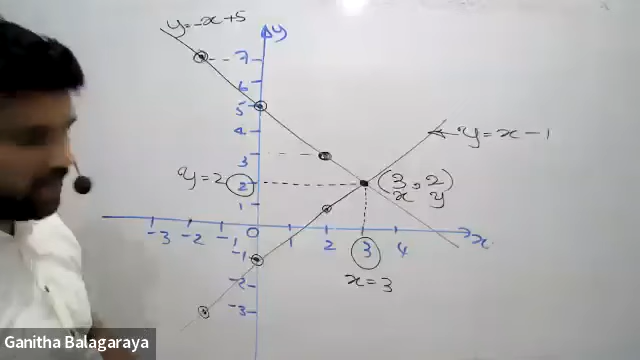 y=-x+5
y
7
6
5
4
3
y=2
2
(3, 2)
x y
y=x-1
1
-3 -2 -1 0 1 2 3 4 x
-1
x=3
-2
-3
Ganitha Balagaraya